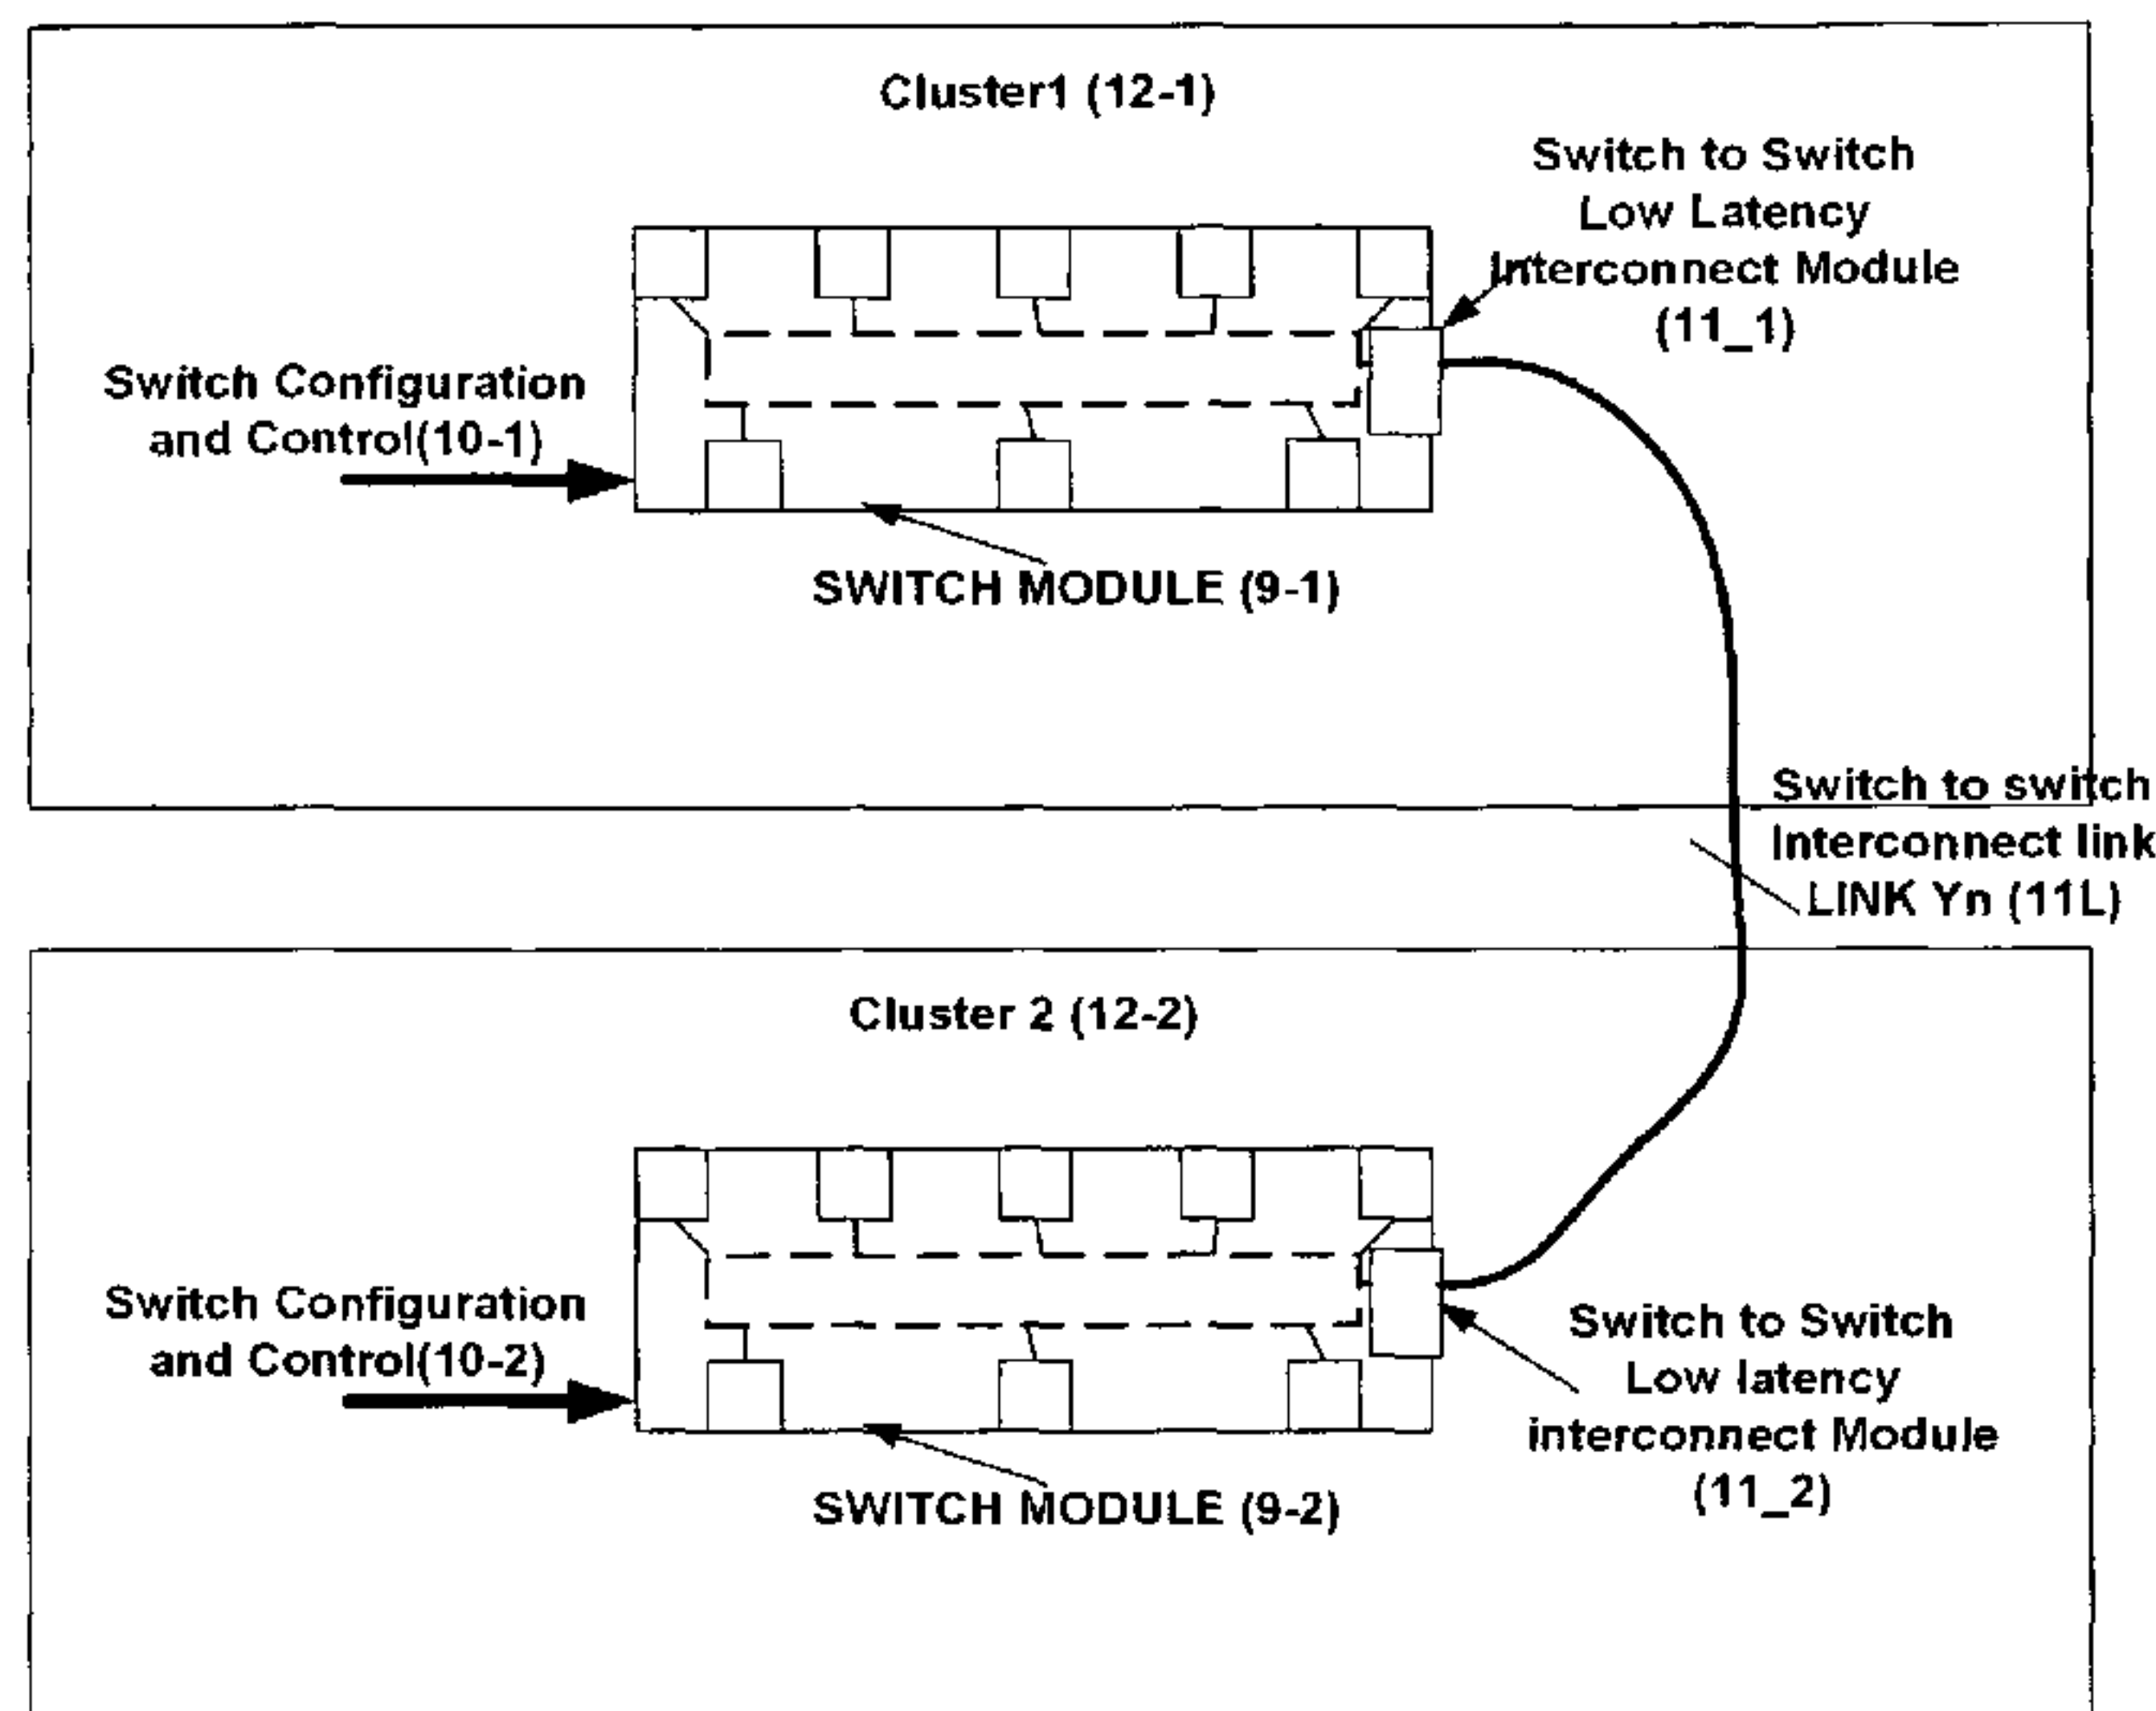 Cluster1 (12-1)
Switch to Switch
Low Latency
Interconnect Module
(11_1)
Switch Configuration
and Control(10-1)
SWITCH MODULE (9-1)
Switch to switch
Interconnect link
LINK Yn (11L)
Cluster 2 (12-2)
Switch Configuration
and Control(10-2)
Switch to Switch
Low latency
interconnect Module
(11_2)
SWITCH MODULE (9-2)